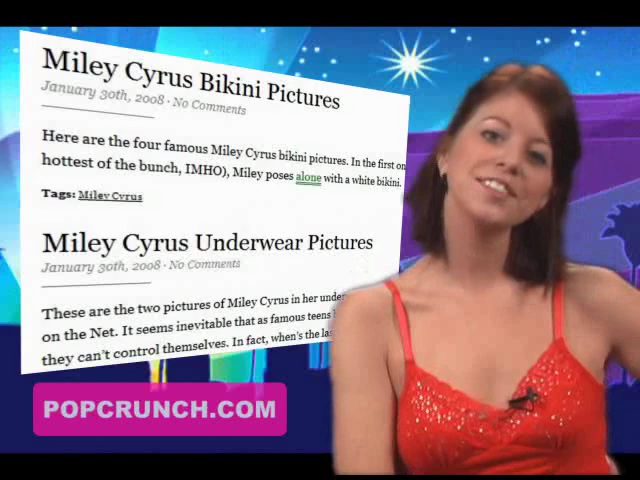 Miley Cyrus Bikini Pictures
January 30th, 2008 · No Comments
Here are the four famous Miley Cyrus bikini pictures. In the first on
hottest of the bunch, IMHO), Miley poses alone with a white bikini.
Tags: Miley Cyrus
Miley Cyrus Underwear Pictures
January 30th, 2008 · No Comments
These are the two pictures of Miley Cyrus in her unde
on the Net. It seems inevitable that as famous teens
they can't control themselves. In fact, when's the la
POPCRUNCH.COM